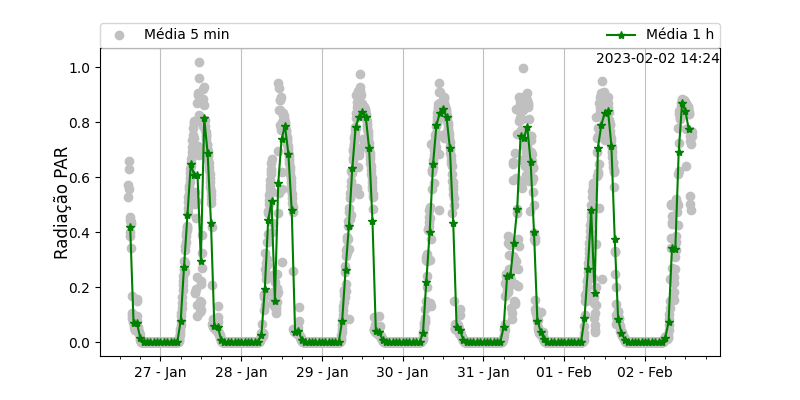 Média 5 min
Média 1 h
2023-02-02 14:24
Radiação PAR
1.0
0.8
0.6
0.4
0.2
0.0
27 - Jan
28 - Jan
29 - Jan
30 - Jan
31 - Jan
01 - Feb
02 - Feb